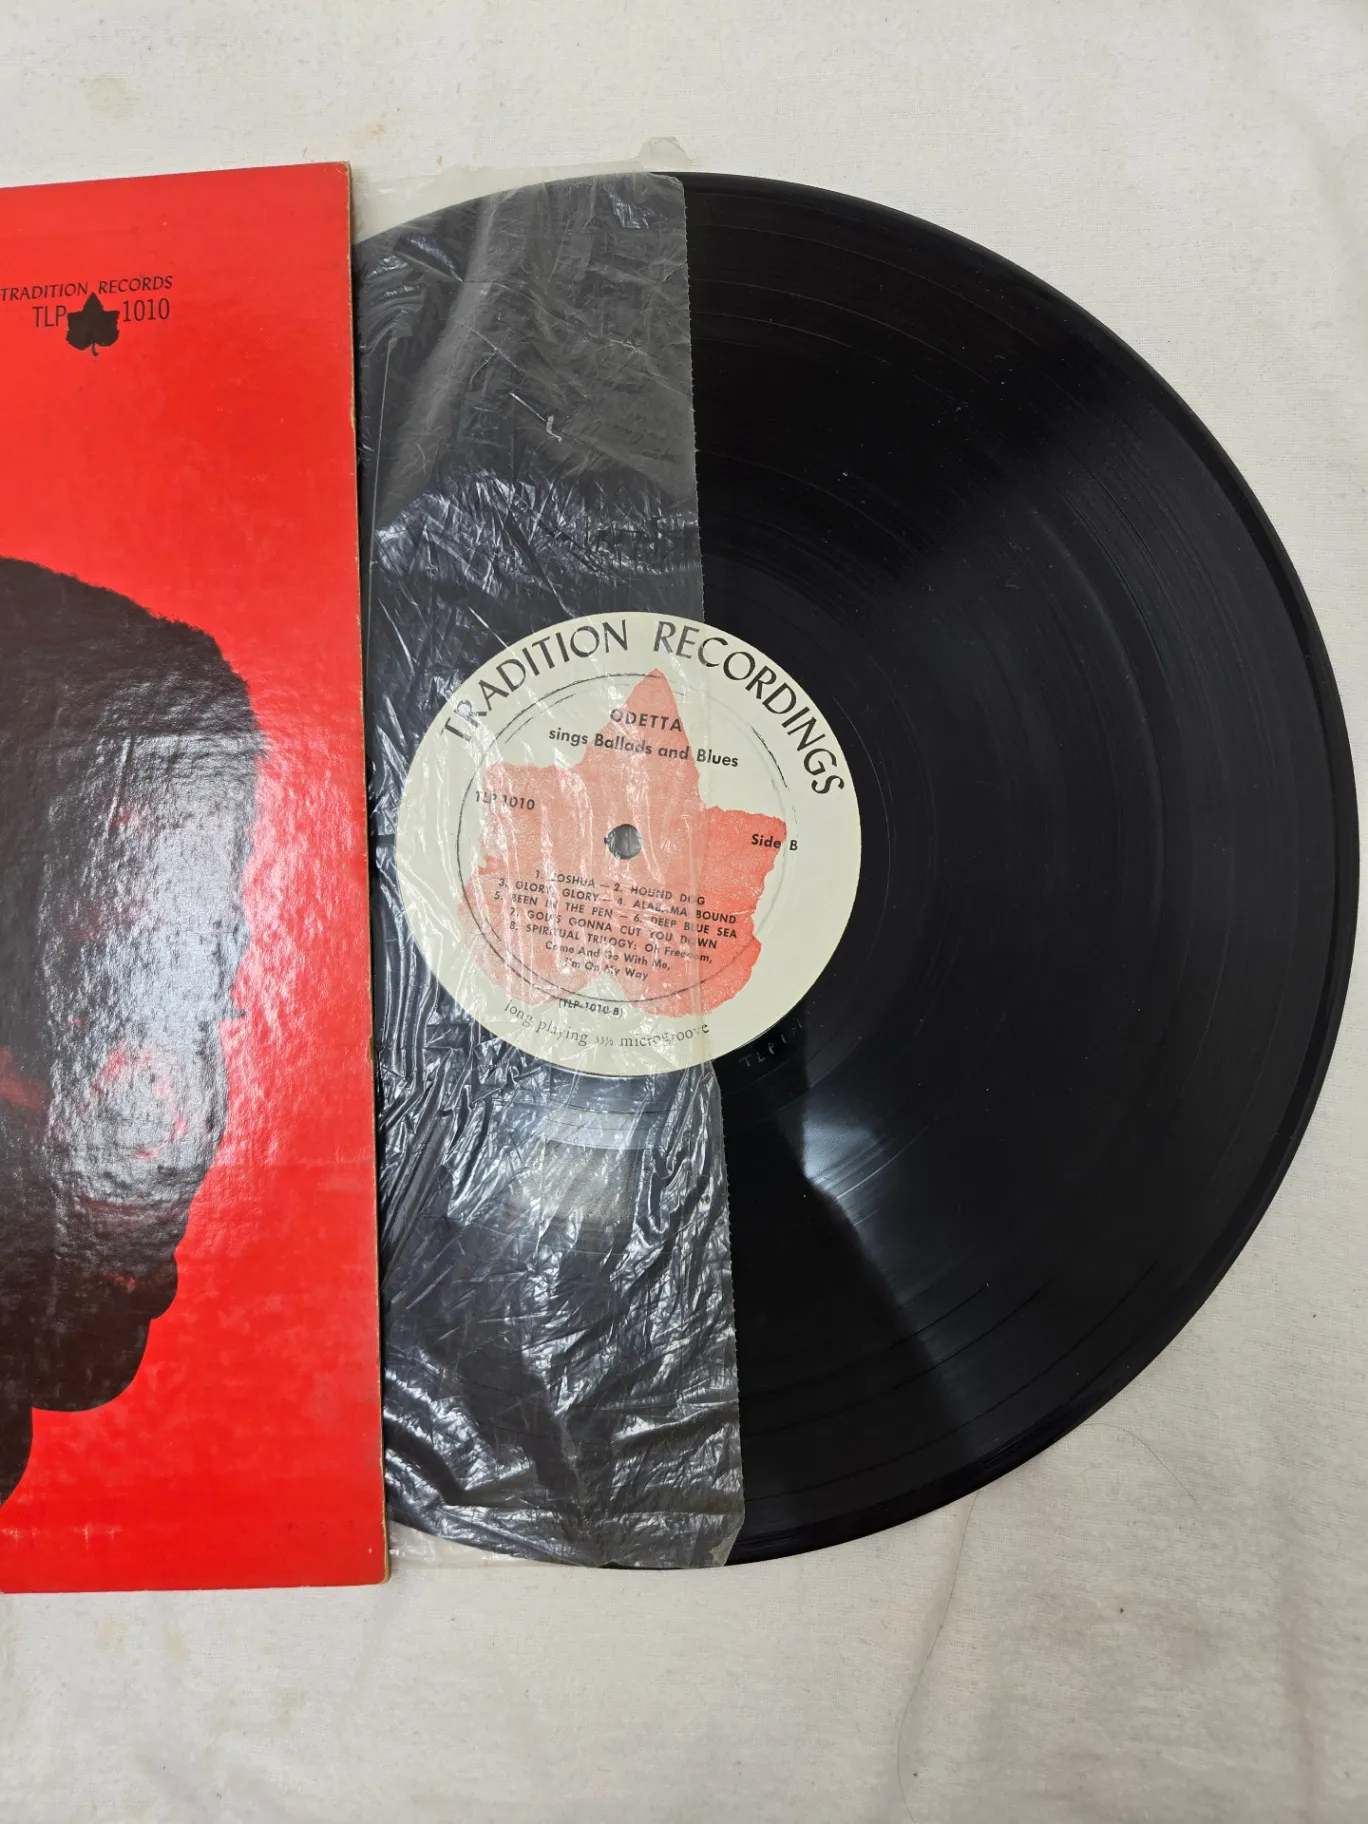 TRADITION RECORDS
TLP 1010
TRADITION RECORDINGS
ODETTA
sings Ballads and Blues
TLP 1010
Side B
1. JOSHUA — 2. HOUND DOG
3. GLORY, GLORY — 4. ALABAMA BOUND
5. BEEN IN THE PEN — 6. DEEP BLUE SEA
7. GOD'S GONNA CUT YOU DOWN
8. SPIRITUAL TRILOGY: Oh Freedom,
Come And Go With Me,
I'm On My Way
(TLP-1010-B)
long playing 33⅓ microgroove